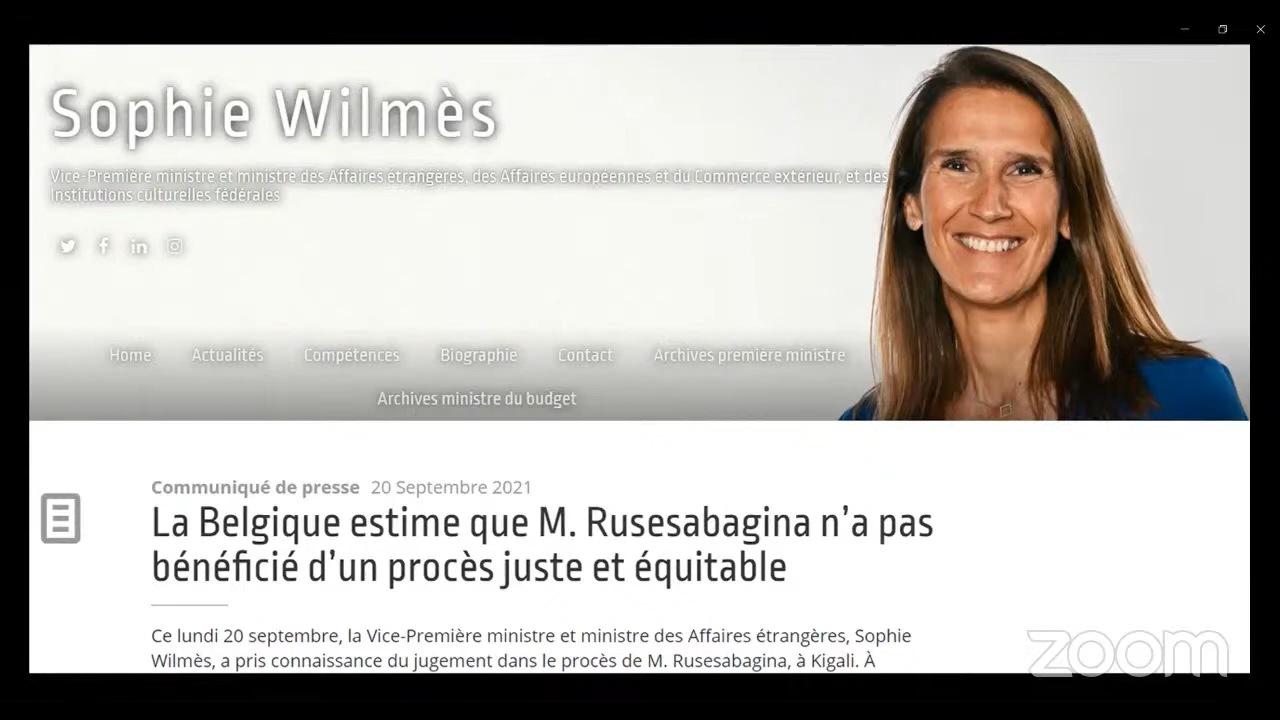 Sophie Wilmès
Vice-Première ministre et ministre des Affaires étrangères, des Affaires européennes et du Commerce extérieur, et des
Institutions culturelles fédérales
Home Actualités Compétences Biographie Contact Archives première ministre
Archives ministre du budget
Communiqué de presse 20 Septembre 2021
La Belgique estime que M. Rusesabagina n’a pas
bénéficié d’un procès juste et équitable
Ce lundi 20 septembre, la Vice-Première ministre et ministre des Affaires étrangères, Sophie
Wilmès, a pris connaissance du jugement dans le procès de M. Rusesabagina, à Kigali. À
zoom